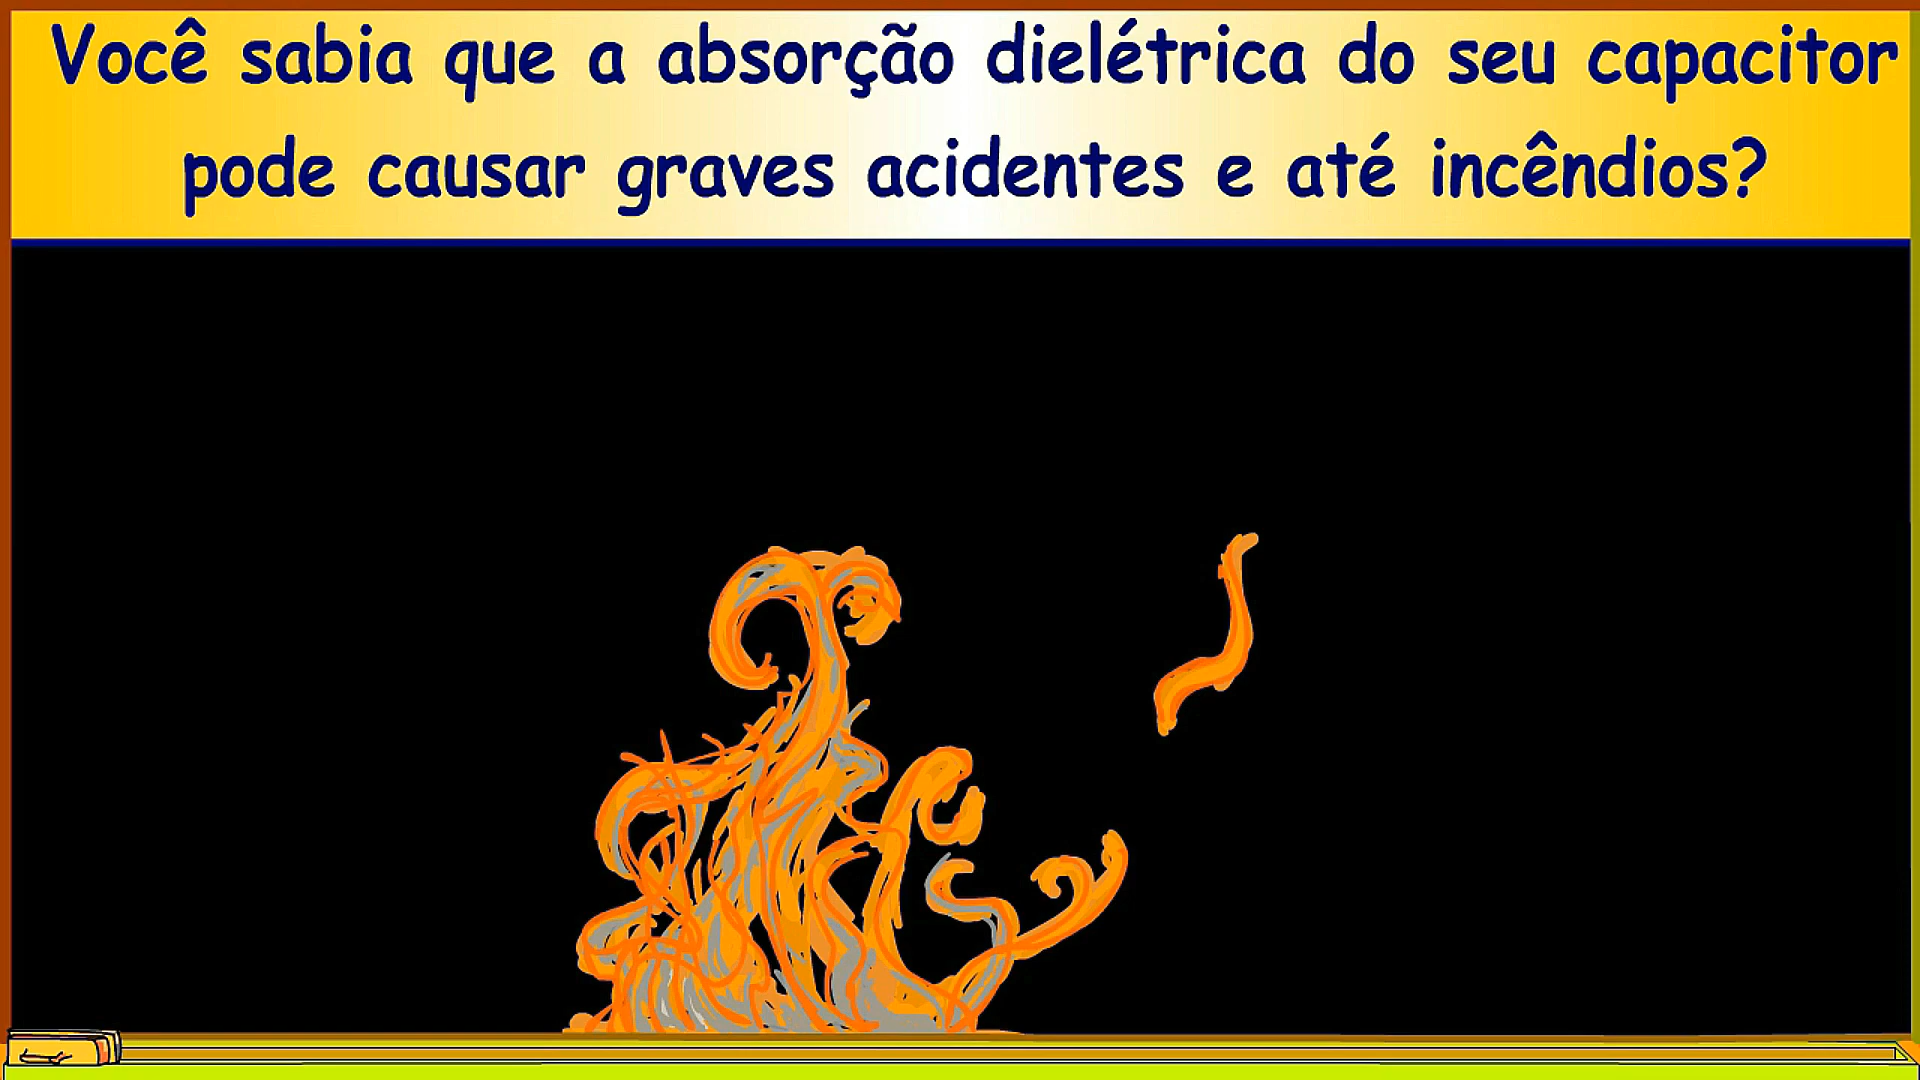 Você sabia que a absorção dielétrica do seu capacitor
pode causar graves acidentes e até incêndios?